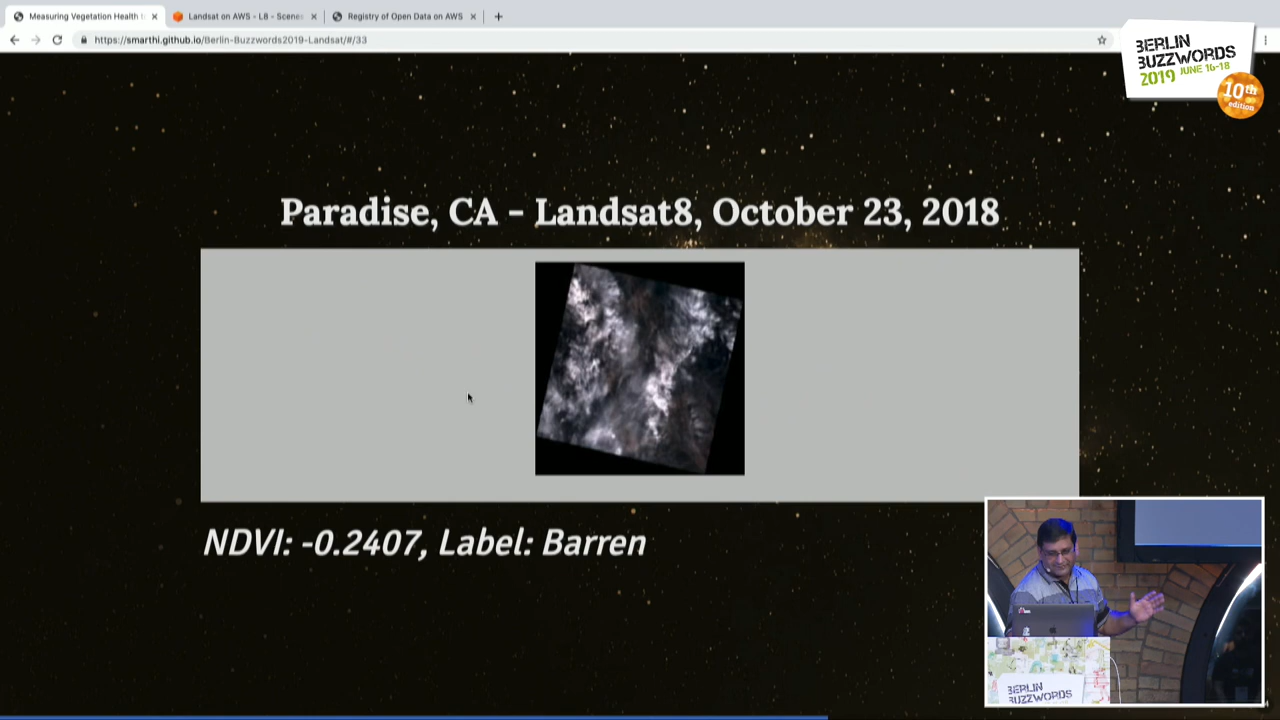 Measuring Vegetation Health t
Landsat on AWS - L8 - Scenes
Registry of Open Data on AWS
https://smarthi.github.io/Berlin-Buzzwords2019-Landsat/#/33
BERLIN
BUZZWORDS
2019 JUNE 16-18
10th
edition
Paradise, CA - Landsat8, October 23, 2018
NDVI: -0.2407, Label: Barren
BERLIN
BUZZWORDS